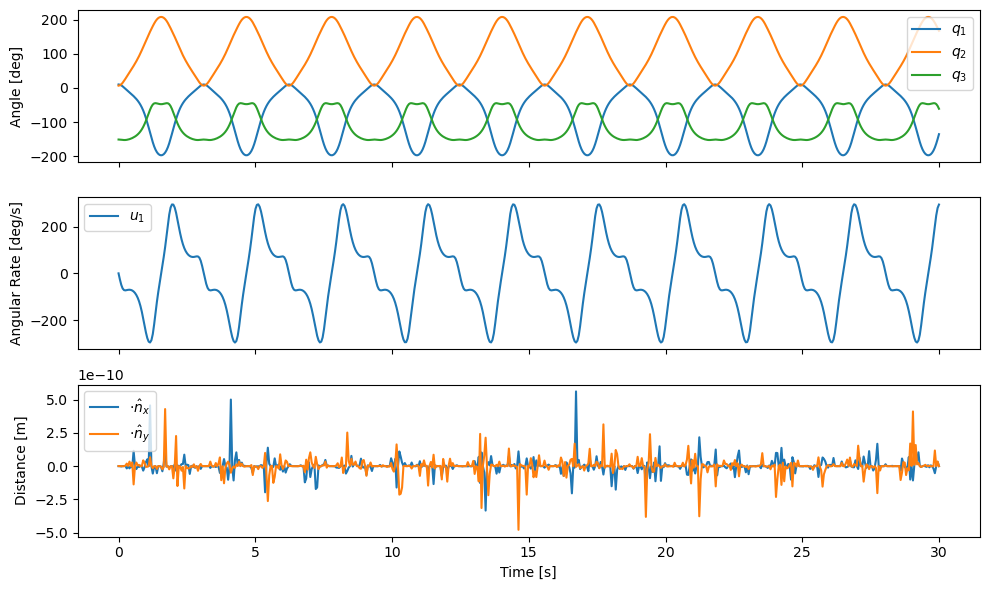 Angle [deg]
200
100
0
−100
−200
q₁
q₂
q₃
Angular Rate [deg/s]
200
0
−200
u₁
1e−10
Distance [m]
5.0
2.5
0.0
−2.5
−5.0
·n̂ₓ
·n̂ᵧ
0 5 10 15 20 25 30
Time [s]